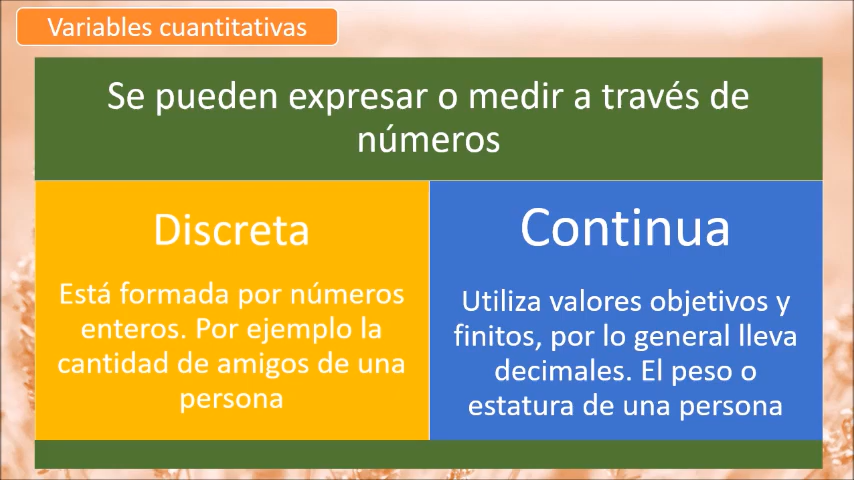 Variables cuantitativas
Se pueden expresar o medir a través de
números
Discreta
Está formada por números
enteros. Por ejemplo la
cantidad de amigos de una
persona
Continua
Utiliza valores objetivos y
finitos, por lo general lleva
decimales. El peso o
estatura de una persona